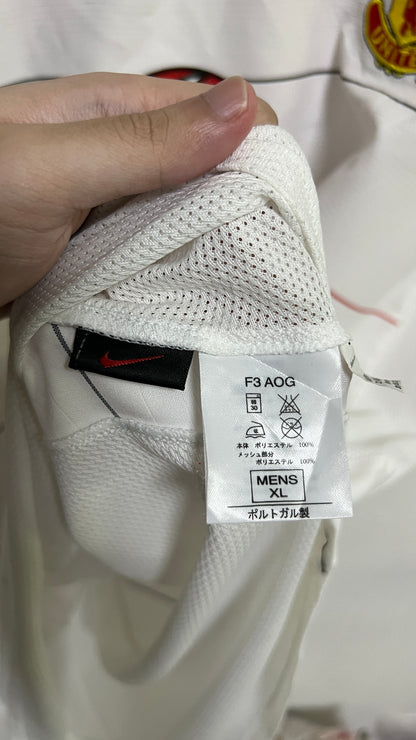 UNITE
F3 AOG
本体 ポリエステル 100%
メッシュ部分
ポリエステル 100%
MENS
XL
ポルトガル製